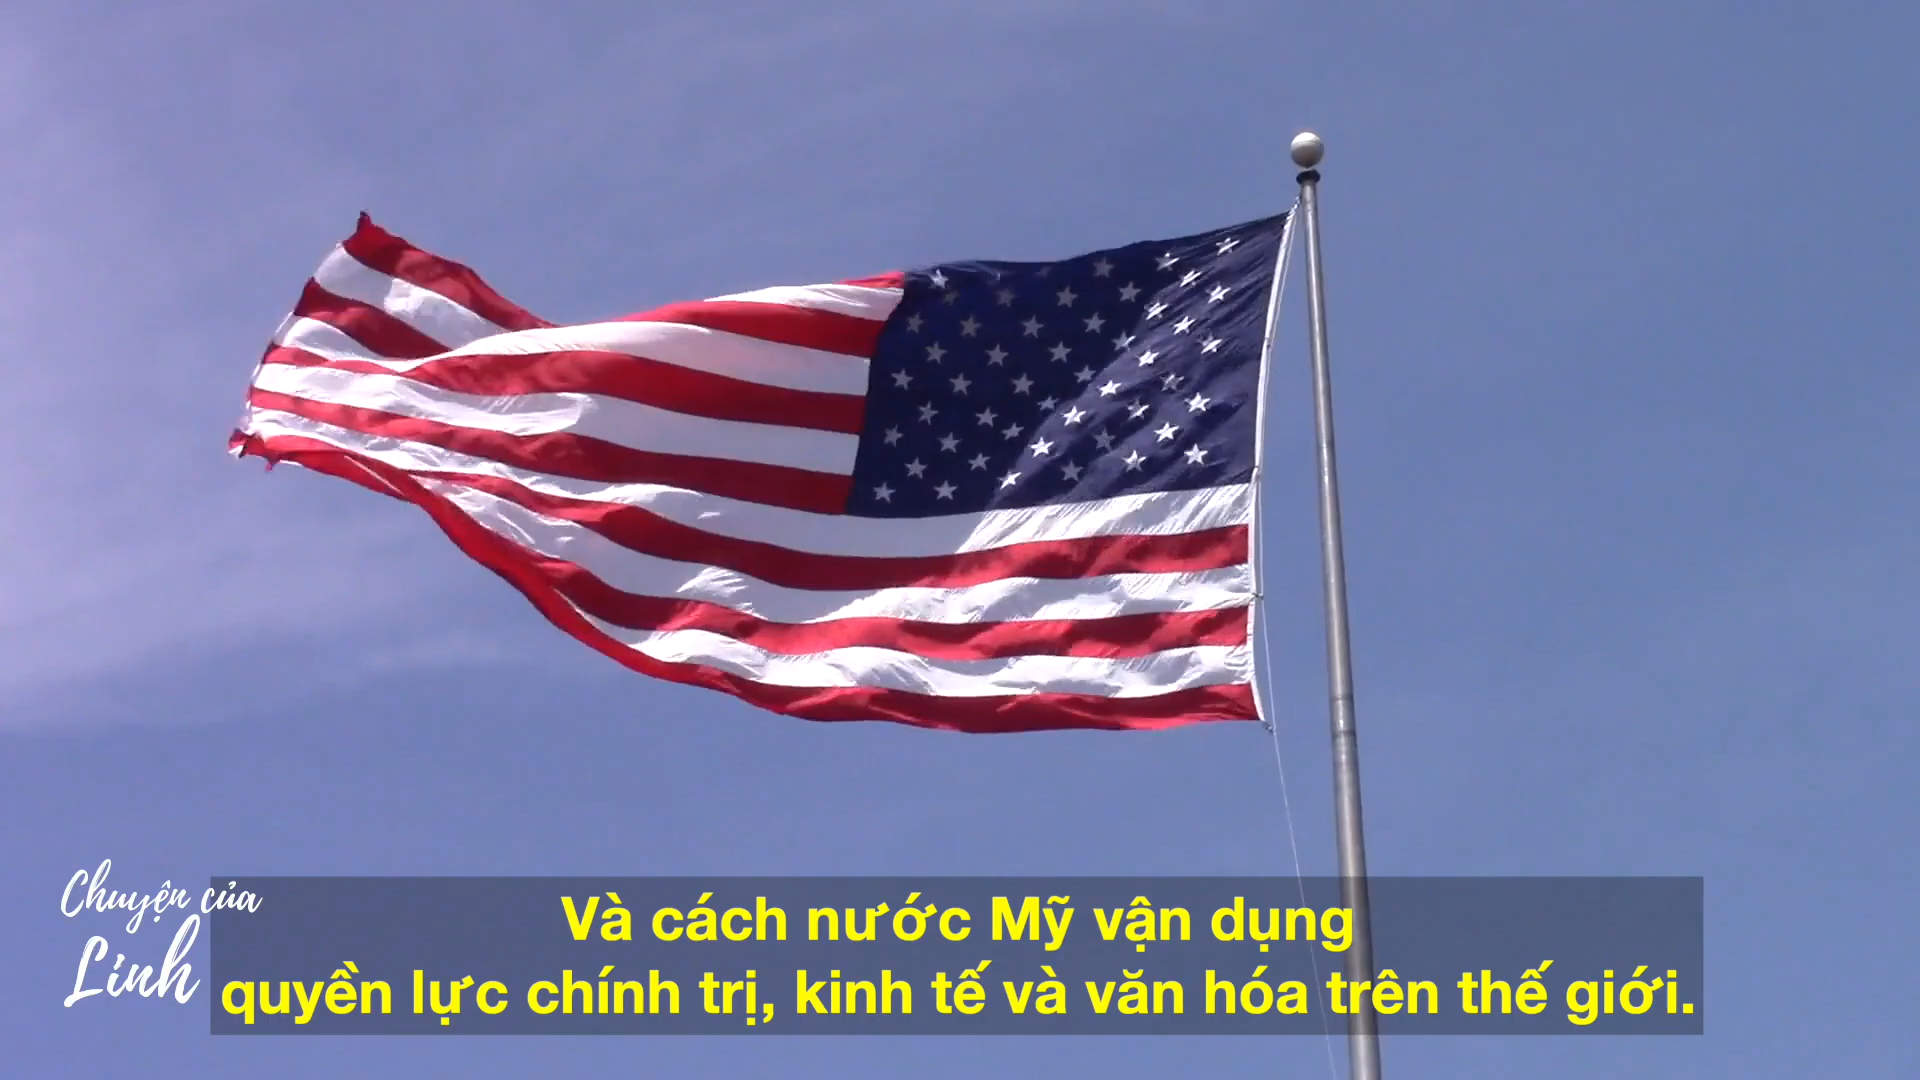 Chuyện của
Linh
Và cách nước Mỹ vận dụng
quyền lực chính trị, kinh tế và văn hóa trên thế giới.